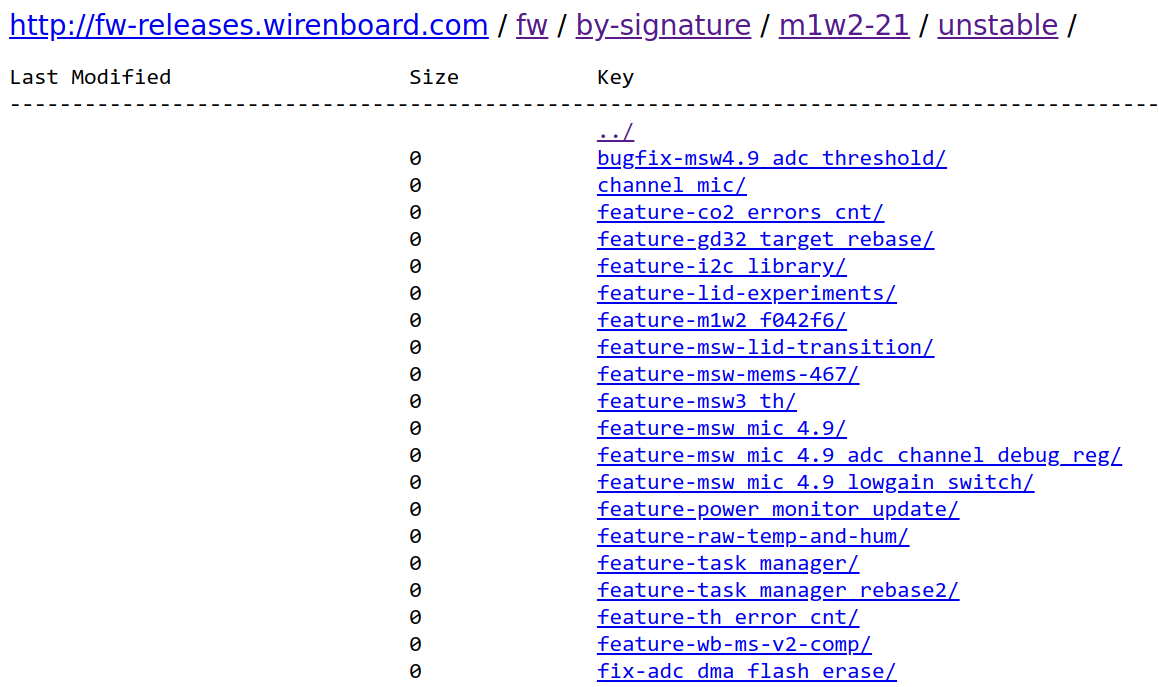 http://fw-releases.wirenboard.com / fw / by-signature / m1w2-21 / unstable /
Last Modified Size Key
--------------------------------------------------------------------------------------------
../
0 bugfix-msw4.9_adc_threshold/
0 channel_mic/
0 feature-co2_errors_cnt/
0 feature-gd32_target_rebase/
0 feature-i2c_library/
0 feature-lid-experiments/
0 feature-m1w2_f042f6/
0 feature-msw-lid-transition/
0 feature-msw-mems-467/
0 feature-msw3_th/
0 feature-msw_mic_4.9/
0 feature-msw_mic_4.9_adc_channel_debug_reg/
0 feature-msw_mic_4.9_lowgain_switch/
0 feature-power_monitor_update/
0 feature-raw-temp-and-hum/
0 feature-task_manager/
0 feature-task_manager_rebase2/
0 feature-th_error_cnt/
0 feature-wb-ms-v2-comp/
0 fix-adc_dma_flash_erase/